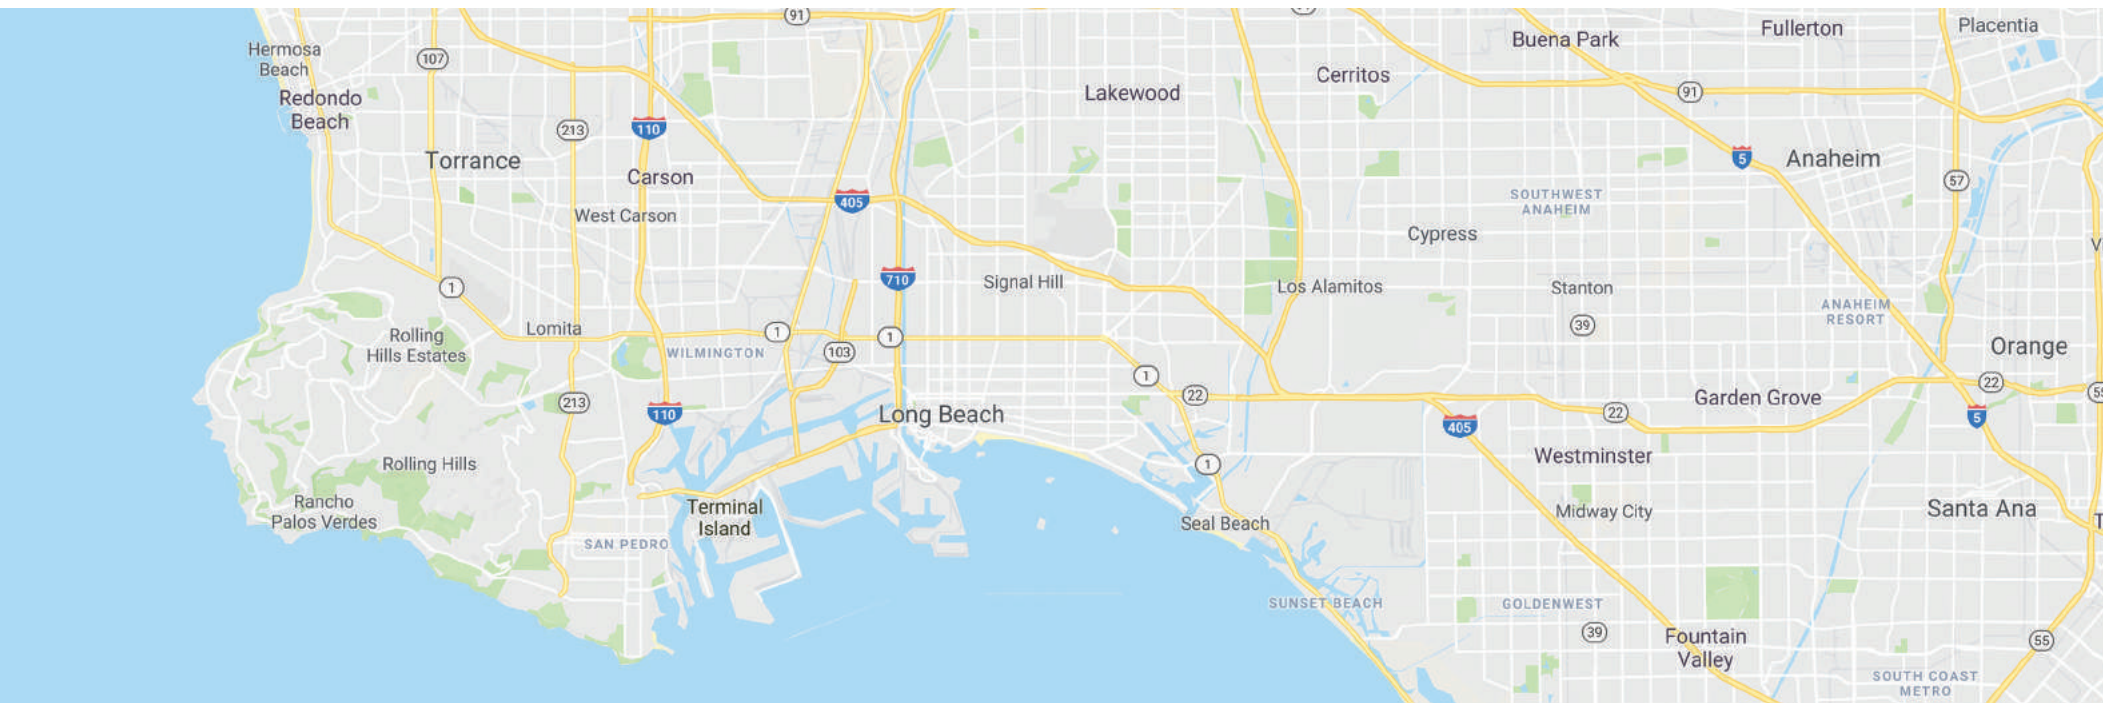 91
Hermosa
Beach
107
Redondo
Beach
213
110
Torrance
Carson
West Carson
405
710
1
Signal Hill
Lakewood
Cerritos
Buena Park
Fullerton
Placentia
91
5
Anaheim
57
SOUTHWEST
ANAHEIM
Cypress
Los Alamitos
Stanton
39
ANAHEIM
RESORT
Orange
Rolling
Hills Estates
Lomita
WILMINGTON
1
103
1
1
22
213
110
Long Beach
405
22
Garden Grove
22
5
Westminster
Rolling Hills
1
Rancho
Palos Verdes
Terminal
Island
SAN PEDRO
Seal Beach
Midway City
Santa Ana
SUNSET BEACH
GOLDENWEST
39
Fountain
Valley
55
SOUTH COAST
METRO